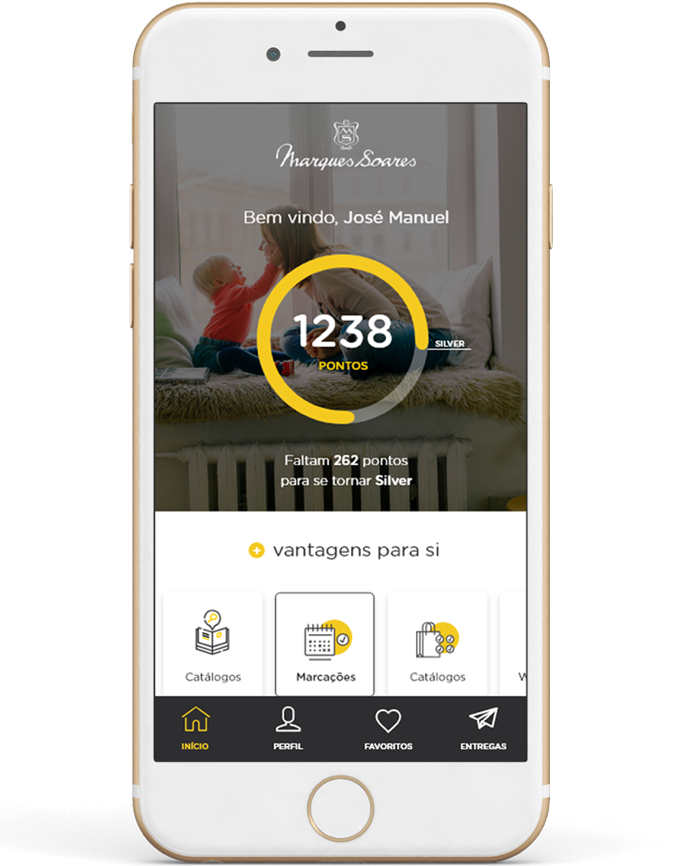 MS
Marques Soares
Bem vindo, José Manuel
1238
PONTOS
SILVER
Faltam 262 pontos
para se tornar Silver
+ vantagens para si
Catálogos
Marcações
Catálogos
INÍCIO
PERFIL
FAVORITOS
ENTREGAS